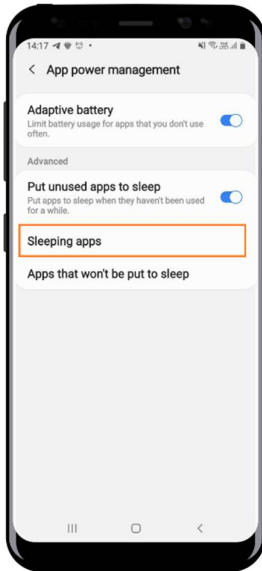 14:17
< App power management
Adaptive battery
Limit battery usage for apps that you don't use
often.
Advanced
Put unused apps to sleep
Put apps to sleep when they haven't been used
for a while.
Sleeping apps
Apps that won't be put to sleep